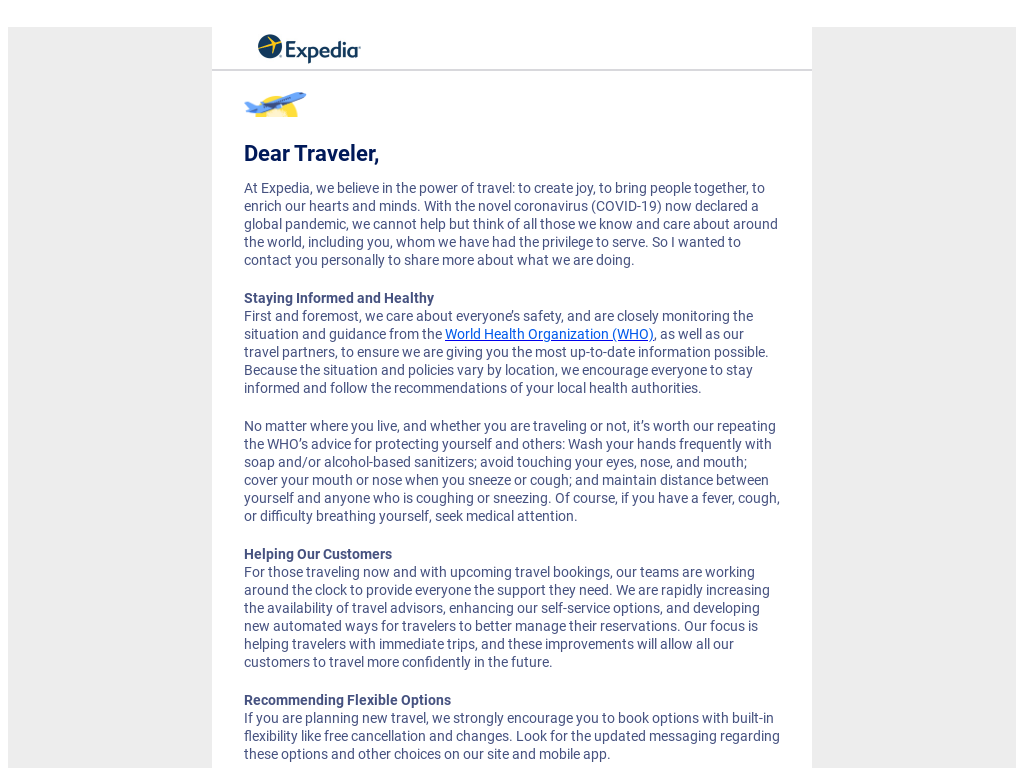 Expedia
Dear Traveler,
At Expedia, we believe in the power of travel: to create joy, to bring people together, to
enrich our hearts and minds. With the novel coronavirus (COVID-19) now declared a
global pandemic, we cannot help but think of all those we know and care about around
the world, including you, whom we have had the privilege to serve. So I wanted to
contact you personally to share more about what we are doing.
Staying Informed and Healthy
First and foremost, we care about everyone’s safety, and are closely monitoring the
situation and guidance from the World Health Organization (WHO), as well as our
travel partners, to ensure we are giving you the most up-to-date information possible.
Because the situation and policies vary by location, we encourage everyone to stay
informed and follow the recommendations of your local health authorities.
No matter where you live, and whether you are traveling or not, it’s worth our repeating
the WHO’s advice for protecting yourself and others: Wash your hands frequently with
soap and/or alcohol-based sanitizers; avoid touching your eyes, nose, and mouth;
cover your mouth or nose when you sneeze or cough; and maintain distance between
yourself and anyone who is coughing or sneezing. Of course, if you have a fever, cough,
or difficulty breathing yourself, seek medical attention.
Helping Our Customers
For those traveling now and with upcoming travel bookings, our teams are working
around the clock to provide everyone the support they need. We are rapidly increasing
the availability of travel advisors, enhancing our self-service options, and developing
new automated ways for travelers to better manage their reservations. Our focus is
helping travelers with immediate trips, and these improvements will allow all our
customers to travel more confidently in the future.
Recommending Flexible Options
If you are planning new travel, we strongly encourage you to book options with built-in
flexibility like free cancellation and changes. Look for the updated messaging regarding
these options and other choices on our site and mobile app.